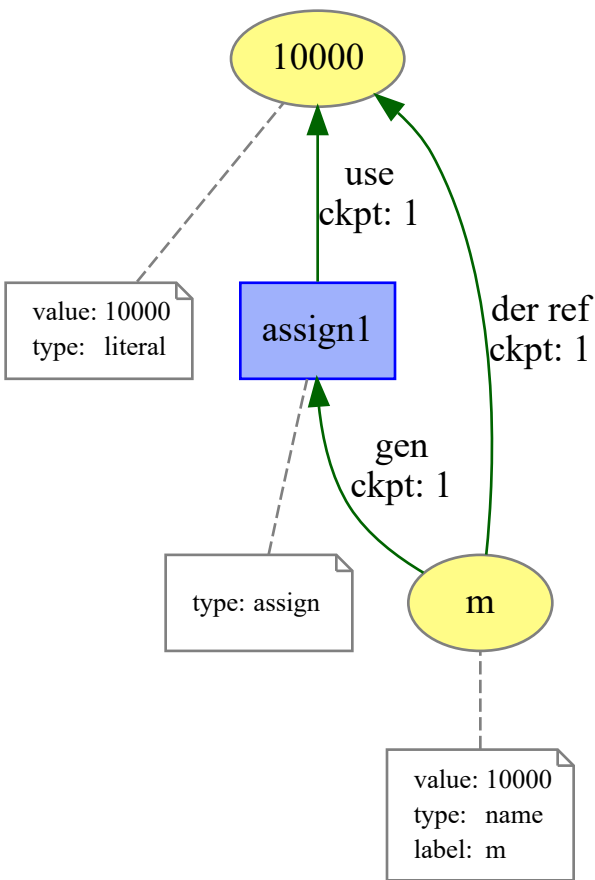 10000
use
ckpt: 1
value: 10000
type: literal
assign1
der ref
ckpt: 1
gen
ckpt: 1
type: assign
m
value: 10000
type: name
label: m